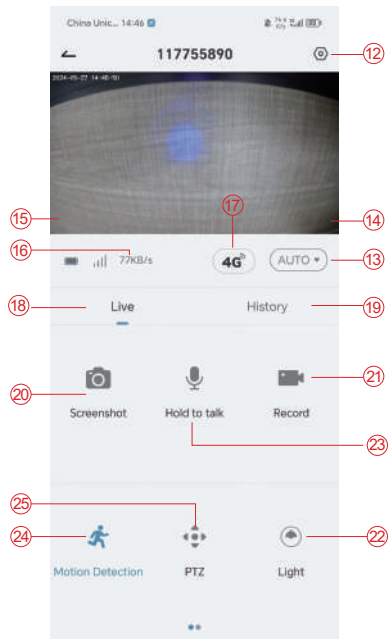 China Unic... 14:46
117755890
12
2024-05-27 14:46:50
15
17
14
16
77KB/s
4G
AUTO
13
18
Live
History
19
20
21
Screenshot
Hold to talk
Record
23
25
24
22
Motion Detection
PTZ
Light